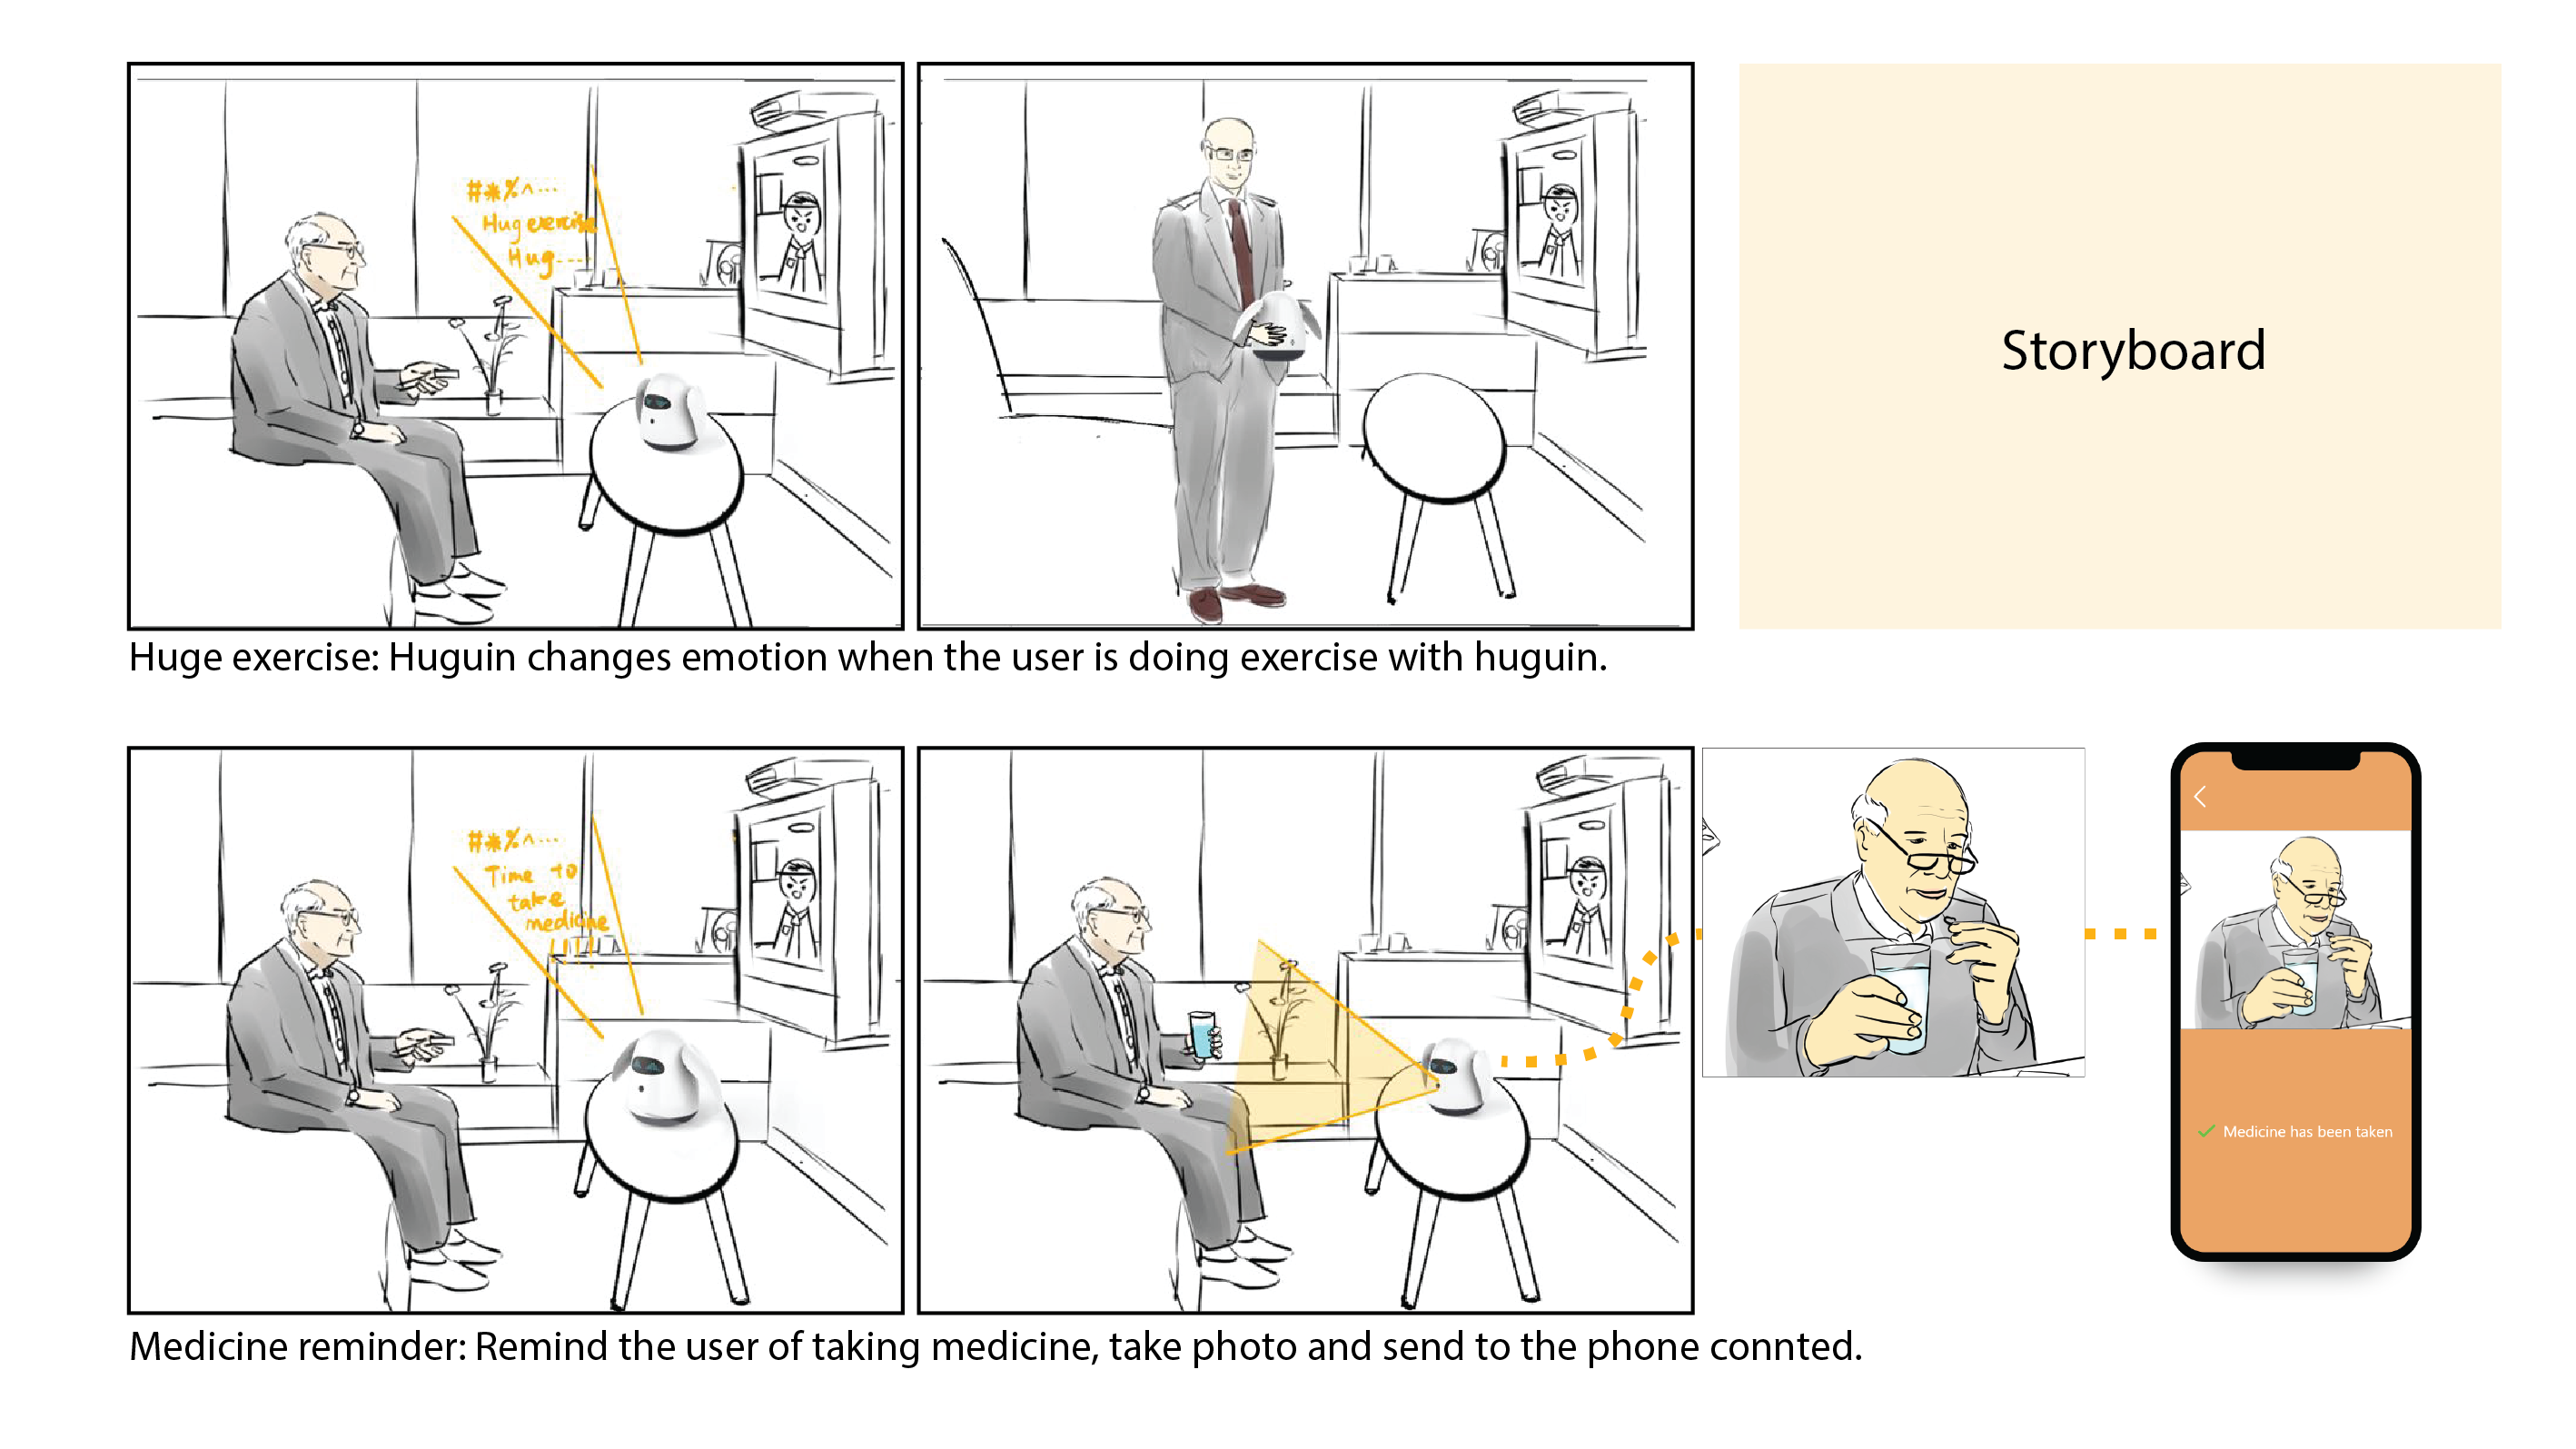 #*%^...
Hug exercise
Hug....
Storyboard
Huge exercise: Huguin changes emotion when the user is doing exercise with huguin.
#*%^...
Time to
take
medicine
!!!!
Medicine has been taken
Medicine reminder: Remind the user of taking medicine, take photo and send to the phone connted.